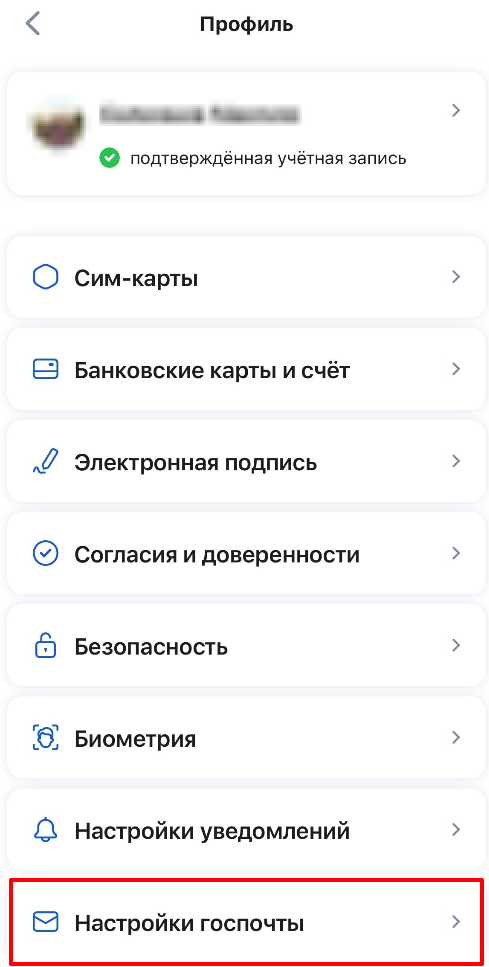 Профиль
подтверждённая учётная запись
Сим-карты
Банковские карты и счёт
Электронная подпись
Согласия и доверенности
Безопасность
Биометрия
Настройки уведомлений
Настройки госпочты